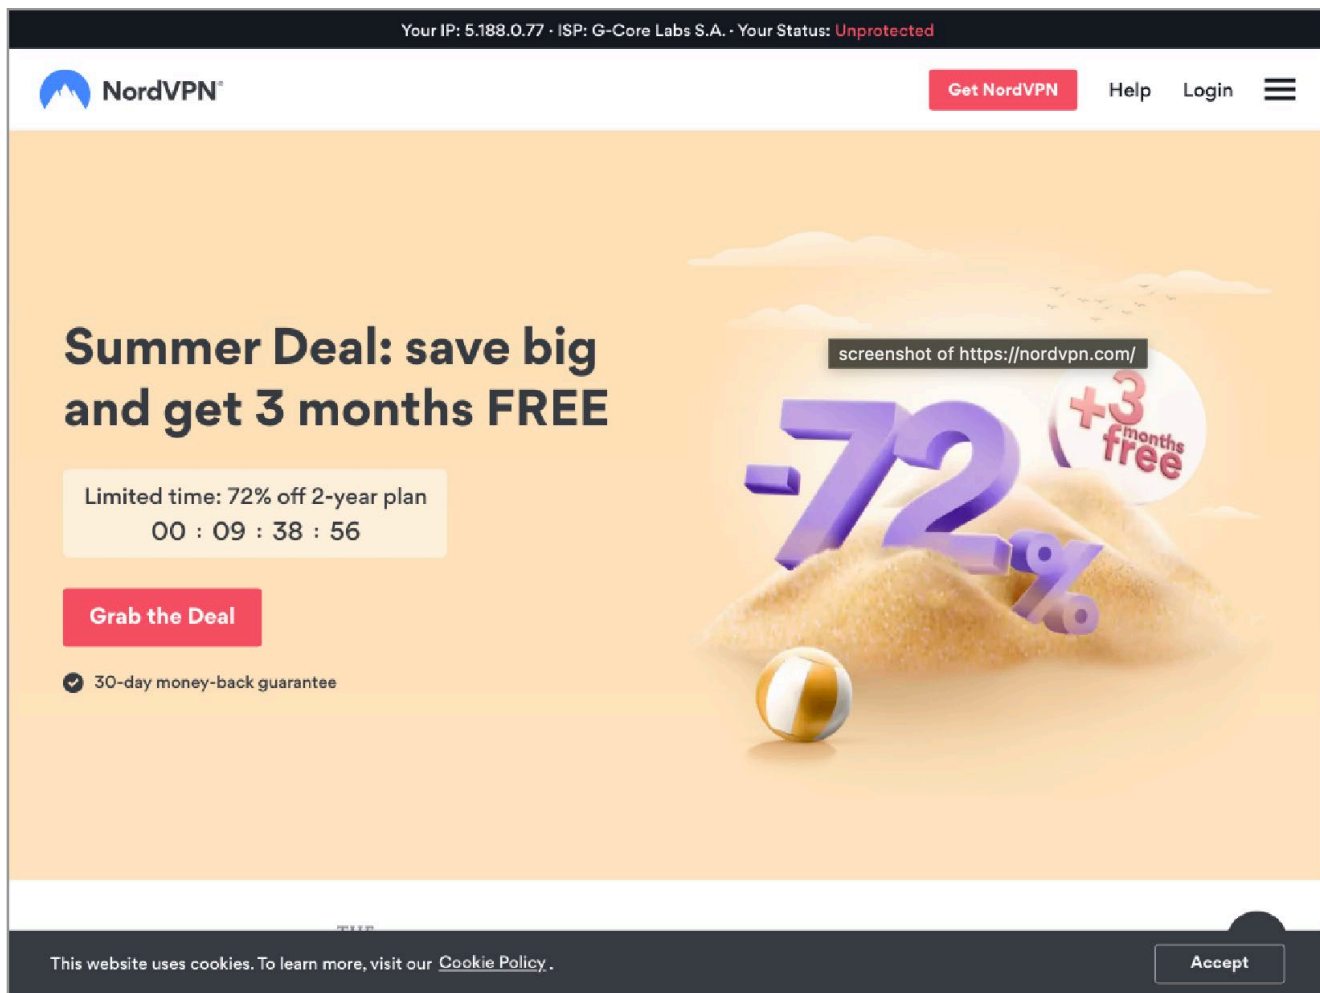 Your IP: 5.188.0.77 · ISP: G-Core Labs S.A. · Your Status: Unprotected
NordVPN®
Get NordVPN
Help
Login
Summer Deal: save big
and get 3 months FREE
Limited time: 72% off 2-year plan
00 : 09 : 38 : 56
Grab the Deal
30-day money-back guarantee
screenshot of https://nordvpn.com/
+3
months
free
-72%
THE
This website uses cookies. To learn more, visit our Cookie Policy.
Accept